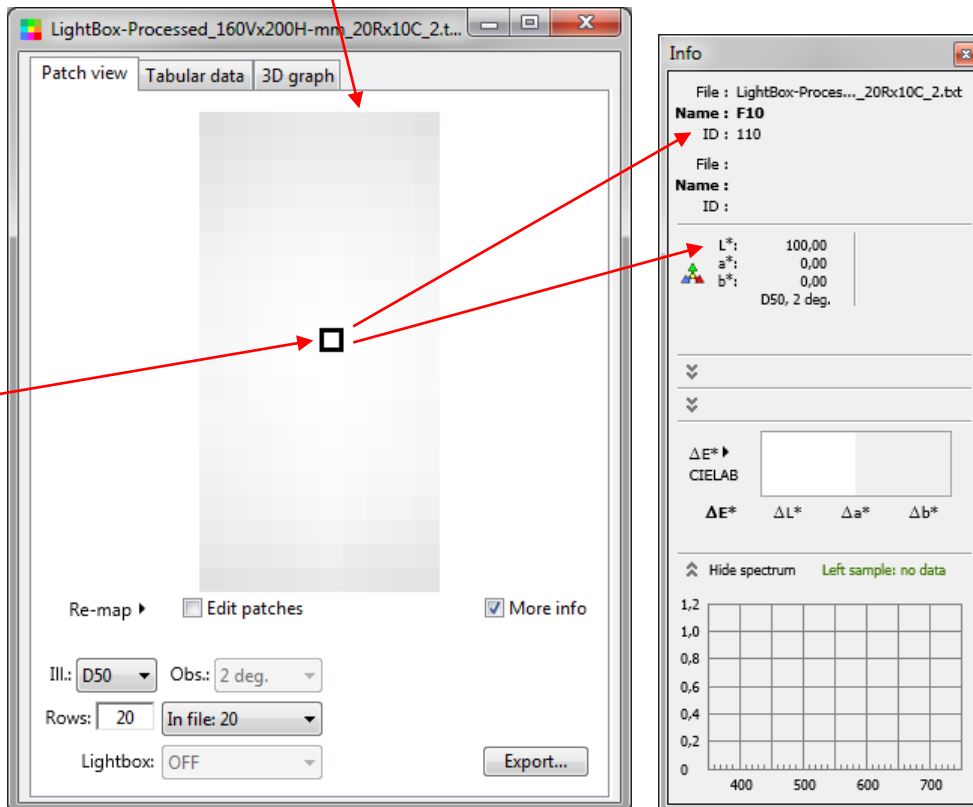 LightBox-Processed_160Vx200H-mm_20Rx10C_2.t...
Patch view Tabular data 3D graph
Re-map Edit patches More info
Ill.: D50 Obs.: 2 deg.
Rows: 20 In file: 20
Lightbox: OFF Export...
Info
File : LightBox-Proces..._20Rx10C_2.txt
Name : F10
ID : 110
File :
Name :
ID :
L*: 100,00
a*: 0,00
b*: 0,00
D50, 2 deg.
ΔE*
CIELAB
ΔE* ΔL* Δa* Δb*
Hide spectrum Left sample: no data
1,2
1,0
0,8
0,6
0,4
0,2
0
400 500 600 700